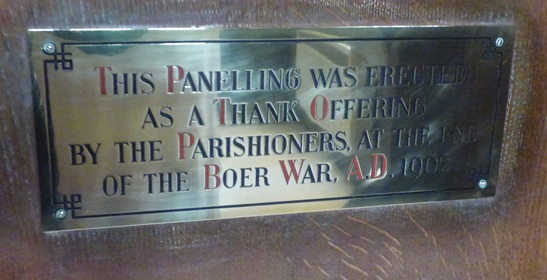 THIS PANELLING WAS ERECTED
AS A THANK OFFERING
BY THE PARISHIONERS, AT THE END
OF THE BOER WAR, A.D. 1902